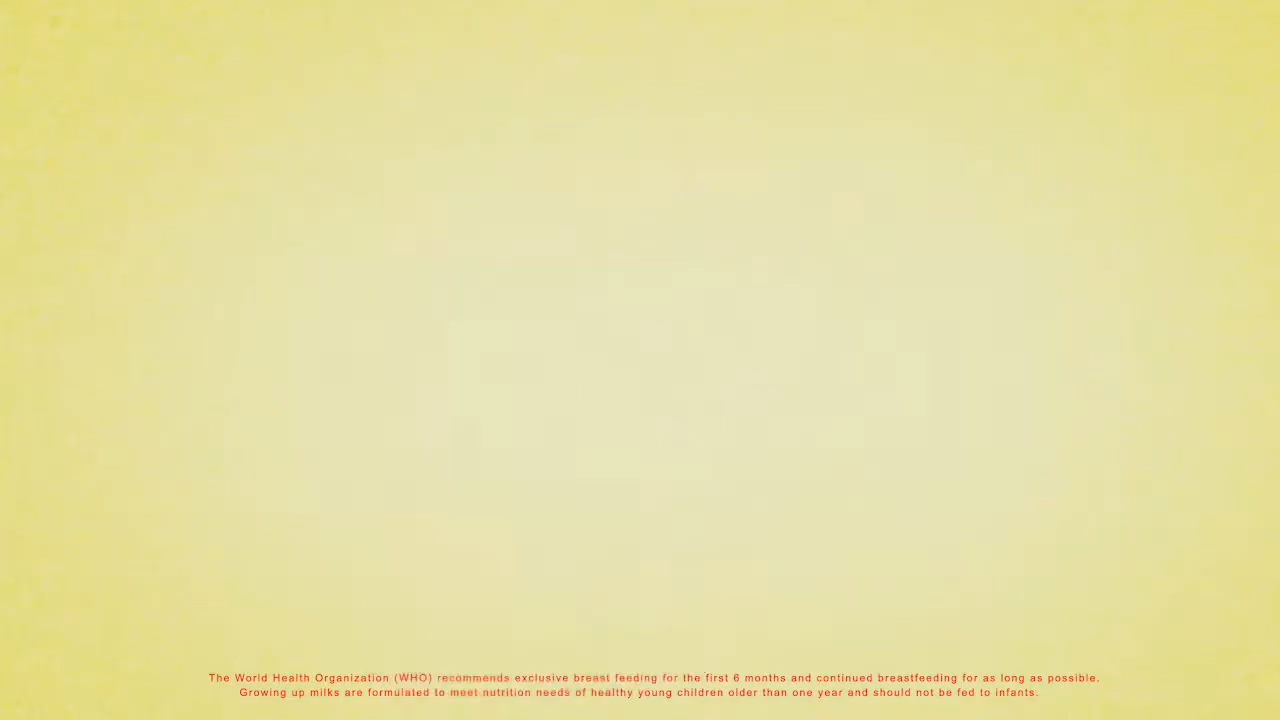 The World Health Organization (WHO) recommends exclusive breast feeding for the first 6 months and continued breastfeeding for as long as possible.
Growing up milks are formulated to meet nutrition needs of healthy young children older than one year and should not be fed to infants.